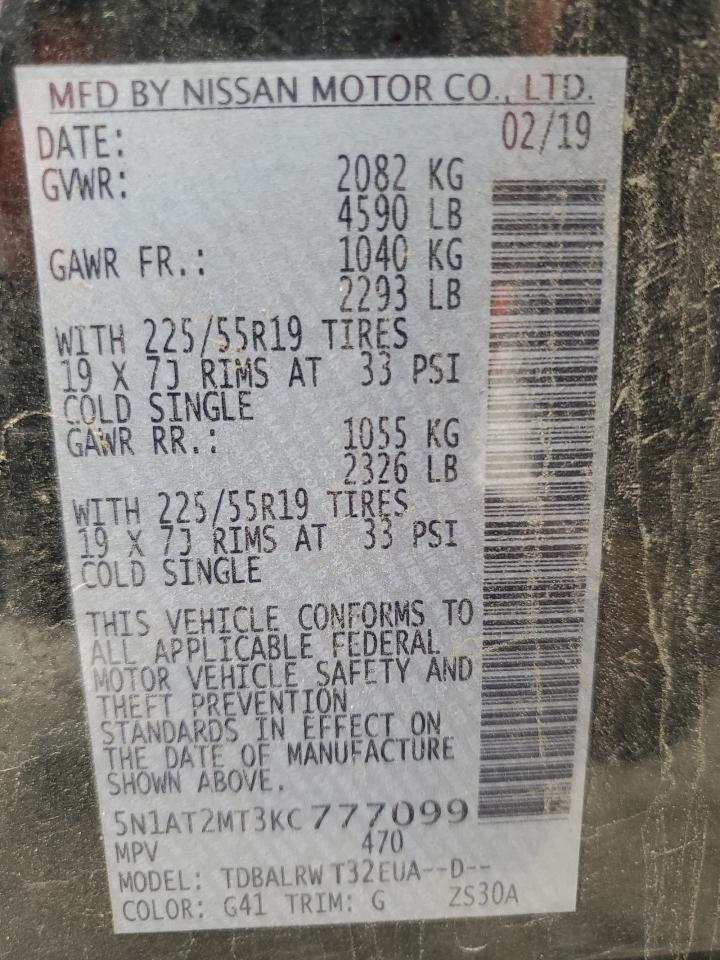 MFD BY NISSAN MOTOR CO., LTD.
DATE: 02/19
GVWR: 2082 KG
4590 LB
GAWR FR.: 1040 KG
2293 LB
WITH 225/55R19 TIRES
19 X 7J RIMS AT 33 PSI
COLD SINGLE
GAWR RR.: 1055 KG
2326 LB
WITH 225/55R19 TIRES
19 X 7J RIMS AT 33 PSI
COLD SINGLE
THIS VEHICLE CONFORMS TO
ALL APPLICABLE FEDERAL
MOTOR VEHICLE SAFETY AND
THEFT PREVENTION
STANDARDS IN EFFECT ON
THE DATE OF MANUFACTURE
SHOWN ABOVE.
5N1AT2MT3KC777099
MPV 470
MODEL: TDBALRW T32EUA--D--
COLOR: G41 TRIM: G ZS30A